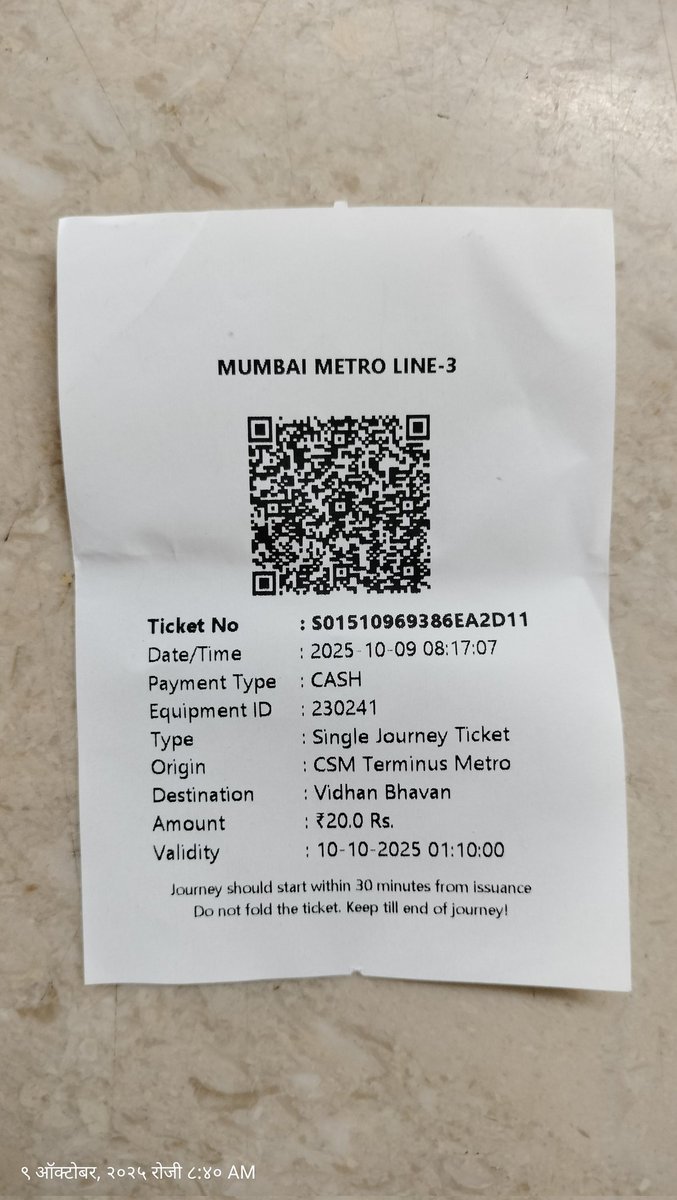 MUMBAI METRO LINE-3
Ticket No : S01510969386EA2D11
Date/Time : 2025-10-09 08:17:07
Payment Type : CASH
Equipment ID : 230241
Type : Single Journey Ticket
Origin : CSM Terminus Metro
Destination : Vidhan Bhavan
Amount : ₹20.0 Rs.
Validity : 10-10-2025 01:10:00
Journey should start within 30 minutes from issuance
Do not fold the ticket. Keep till end of journey!
९ ऑक्टोबर, २०२५ रोजी ८:४० AM